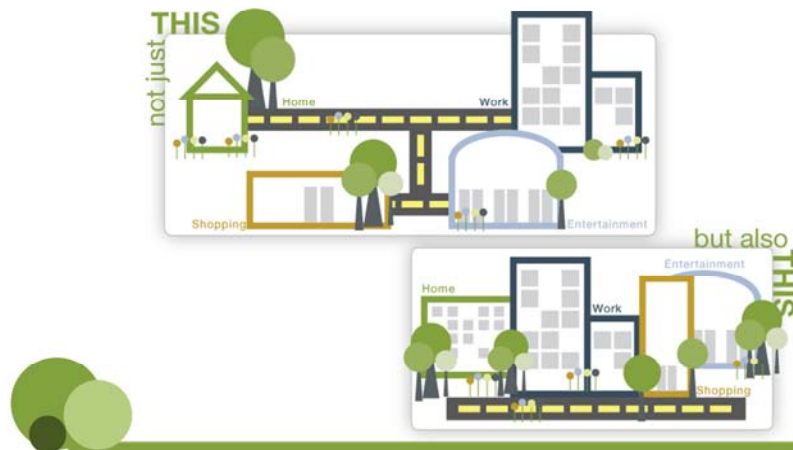 not just THIS
Home
Work
Shopping
Entertainment
but also THIS
Entertainment
Home
Work
Shopping